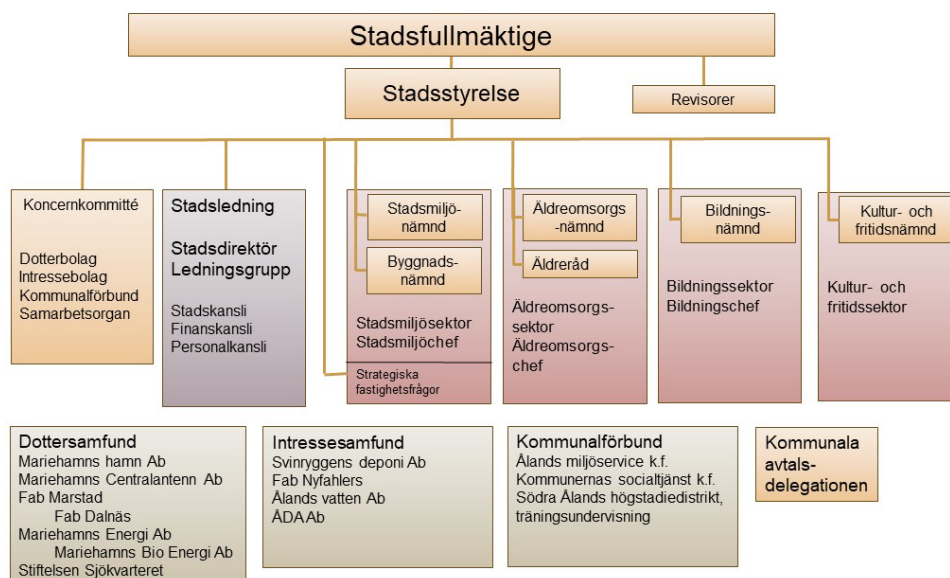 Stadsfullmäktige
Stadsstyrelse
Revisorer
Koncernkommitté
Dotterbolag
Intressebolag
Kommunalförbund
Samarbetsorgan
Stadsledning
Stadsdirektör
Ledningsgrupp
Stadskansli
Finanskansli
Personalkansli
Stadsmiljö-
nämnd
Byggnads-
nämnd
Stadsmiljösektor
Stadsmiljöchef
Strategiska
fastighetsfrågor
Äldreomsorgs
-nämnd
Äldreråd
Äldreomsorgs-
sektor
Äldreomsorgs-
chef
Bildnings-
nämnd
Bildningssektor
Bildningschef
Kultur- och
fritidsnämnd
Kultur- och
fritidssektor
Dottersamfund
Mariehamns hamn Ab
Mariehamns Centralantenn Ab
Fab Marstad
Fab Dalnäs
Mariehamns Energi Ab
Mariehamns Bio Energi Ab
Stiftelsen Sjökvarteret
Intressesamfund
Svinryggens deponi Ab
Fab Nyfahlers
Ålands vatten Ab
ÅDA Ab
Kommunalförbund
Ålands miljöservice k.f.
Kommunernas socialtjänst k.f.
Södra Ålands högstadiedistrikt,
träningsundervisning
Kommunala
avtals-
delegationen